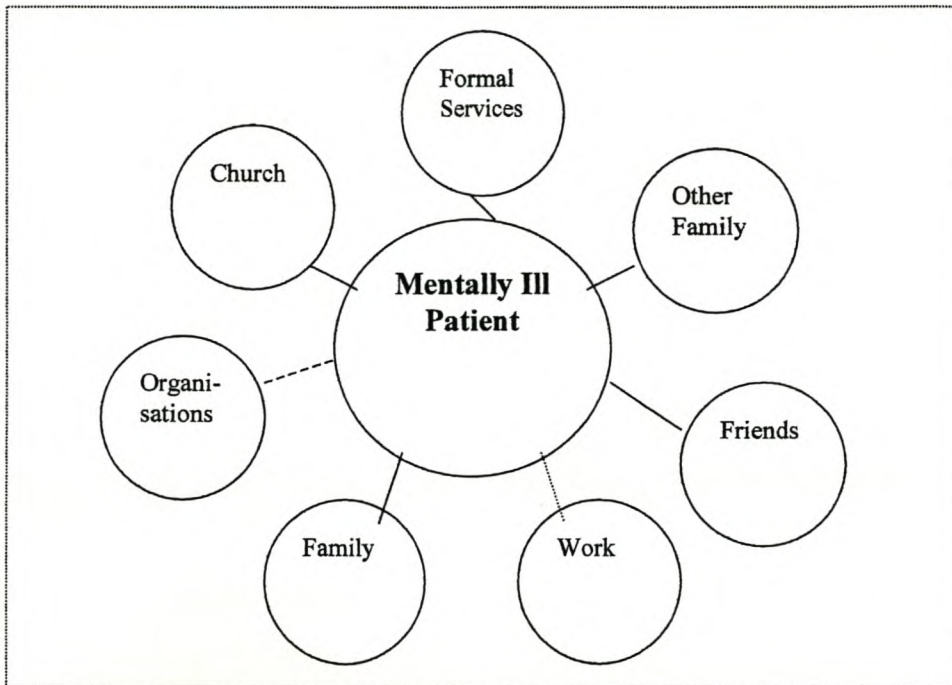 Formal
Services
Church
Other
Family
Mentally Ill
Patient
Organi-
sations
Friends
Family
Work